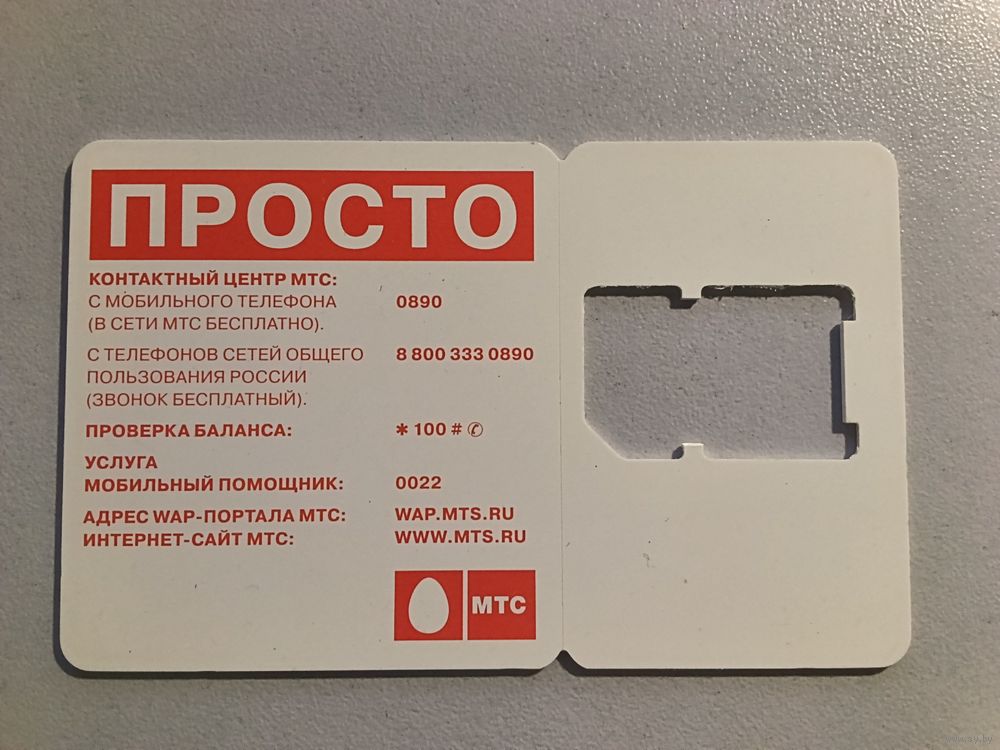 ПРОСТО
КОНТАКТНЫЙ ЦЕНТР МТС:
С МОБИЛЬНОГО ТЕЛЕФОНА 0890
(В СЕТИ МТС БЕСПЛАТНО).
С ТЕЛЕФОНОВ СЕТЕЙ ОБЩЕГО 8 800 333 0890
ПОЛЬЗОВАНИЯ РОССИИ
(ЗВОНОК БЕСПЛАТНЫЙ).
ПРОВЕРКА БАЛАНСА: ✱ 100 # ✆
УСЛУГА
МОБИЛЬНЫЙ ПОМОЩНИК: 0022
АДРЕС WAP-ПОРТАЛА МТС: WAP.MTS.RU
ИНТЕРНЕТ-САЙТ МТС: WWW.MTS.RU
МТС